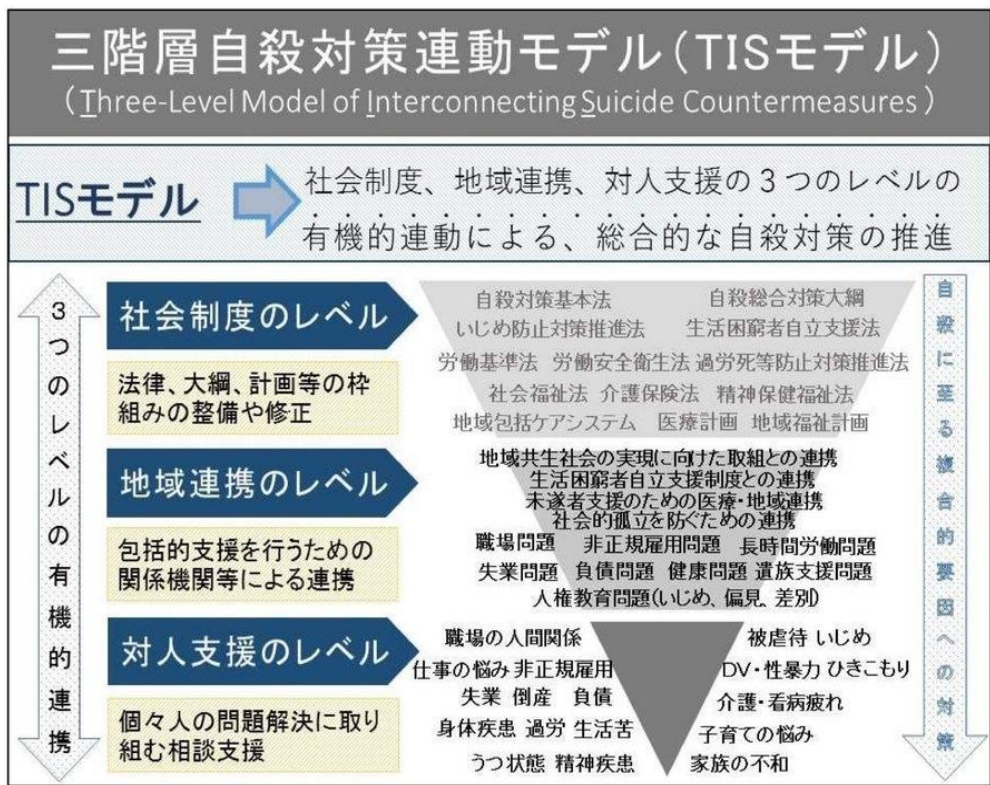 三階層自殺対策連動モデル(TISモデル)
(Three-Level Model of Interconnecting Suicide Countermeasures)
TISモデル
社会制度、地域連携、対人支援の3つのレベルの
有機的連動による、総合的な自殺対策の推進
3つのレベルの有機的連携
社会制度のレベル
法律、大綱、計画等の枠
組みの整備や修正
自殺対策基本法 自殺総合対策大綱
いじめ防止対策推進法 生活困窮者自立支援法
労働基準法 労働安全衛生法 過労死等防止対策推進法
社会福祉法 介護保険法 精神保健福祉法
地域包括ケアシステム 医療計画 地域福祉計画
地域連携のレベル
包括的支援を行うための
関係機関等による連携
地域共生社会の実現に向けた取組との連携
生活困窮者自立支援制度との連携
未遂者支援のための医療・地域連携
社会的孤立を防ぐための連携
職場問題 非正規雇用問題 長時間労働問題
失業問題 負債問題 健康問題 遺族支援問題
人権教育問題(いじめ、偏見、差別)
対人支援のレベル
個々人の問題解決に取り
組む相談支援
職場の人間関係 被虐待 いじめ
仕事の悩み 非正規雇用 DV・性暴力 ひきこもり
失業 倒産 負債 介護・看病疲れ
身体疾患 過労 生活苦 子育ての悩み
うつ状態 精神疾患 家族の不和
自殺に至る複合的要因への対策